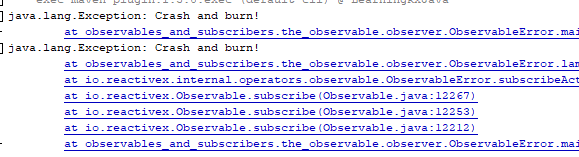 exec-maven-plugin:1.5.0:exec (default-cli) @ LearningRxJava
java.lang.Exception: Crash and burn!
at observables_and_subscribers.the_observable.observer.ObservableError.mai
java.lang.Exception: Crash and burn!
at observables_and_subscribers.the_observable.observer.ObservableError.lam
at io.reactivex.internal.operators.observable.ObservableError.subscribeAct
at io.reactivex.Observable.subscribe(Observable.java:12267)
at io.reactivex.Observable.subscribe(Observable.java:12253)
at io.reactivex.Observable.subscribe(Observable.java:12212)
at observables_and_subscribers.the_observable.observer.ObservableError.mai